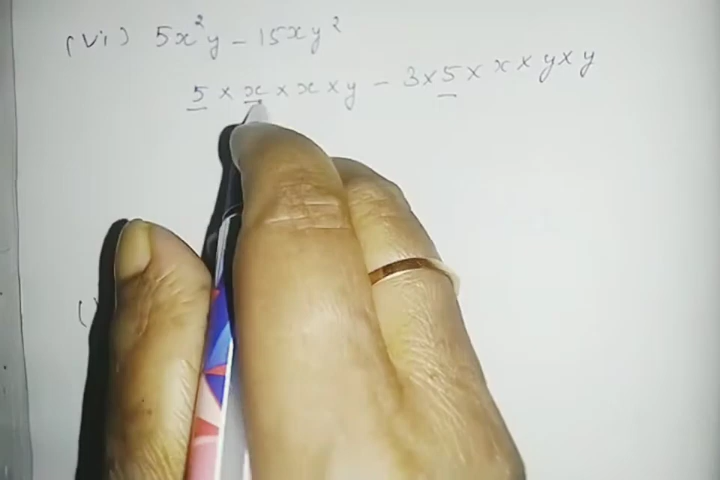 (vi) 5x²y - 15xy²
5 × x × x × y - 3 × 5 × x × y × y
(